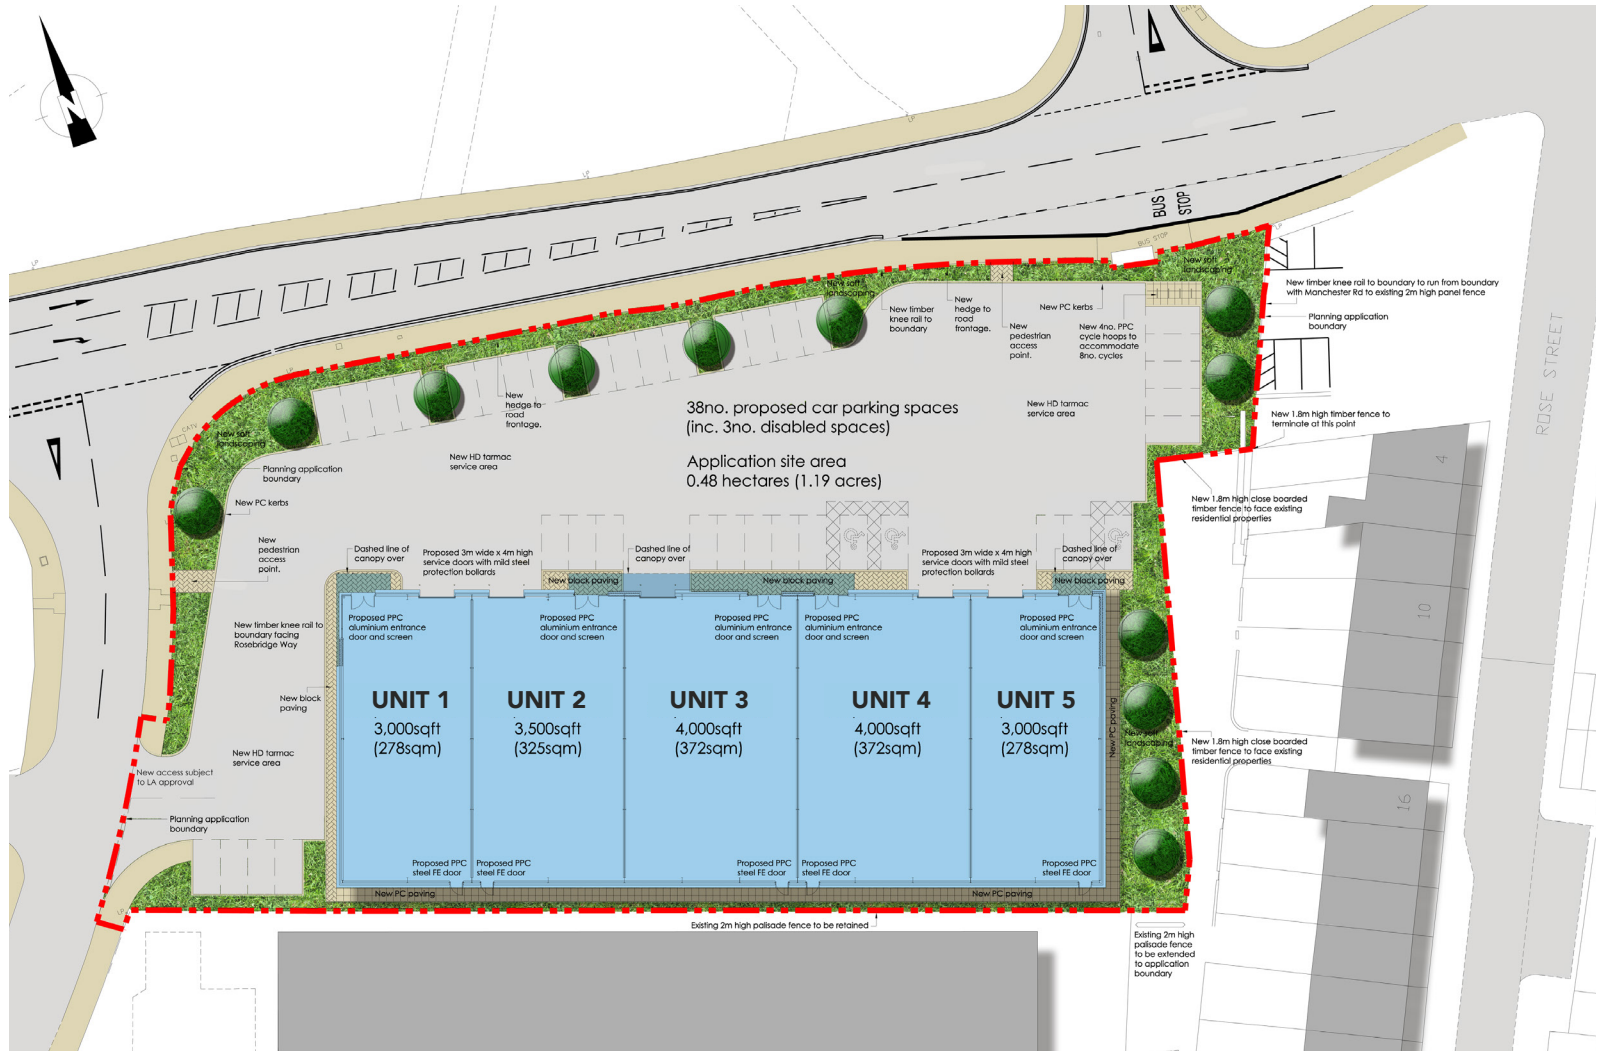 N
LP
LP
LP
CATV
BUS
STOP
BUS STOP
LP
New soft
landscaping
New timber knee rail to boundary to run from boundary
with Manchester Rd to existing 2m high panel fence
Planning application
boundary
ROSE STREET
New soft
landscaping
New timber
knee rail to
boundary
New
hedge to
road
frontage.
New
pedestrian
access
point.
New PC kerbs
New 4no. PPC
cycle hoops to
accommodate
8no. cycles
LP
CATV
New soft
landscaping
New
hedge to
road
frontage.
38no. proposed car parking spaces
(inc. 3no. disabled spaces)
New HD tarmac
service area
New 1.8m high timber fence to
terminate at this point
Application site area
0.48 hectares (1.19 acres)
New HD tarmac
service area
Planning application
boundary
New PC kerbs
4
New 1.8m high close boarded
timber fence to face existing
residential properties
New
pedestrian
access
point.
Dashed line of
canopy over
Proposed 3m wide x 4m high
service doors with mild steel
protection bollards
Dashed line of
canopy over
Proposed 3m wide x 4m high
service doors with mild steel
protection bollards
Dashed line of
canopy over
New block paving
New block paving
New block paving
10
New timber knee rail to
boundary facing
Rosebridge Way
Proposed PPC
aluminium entrance
door and screen
Proposed PPC
aluminium entrance
door and screen
Proposed PPC
aluminium entrance
door and screen
Proposed PPC
aluminium entrance
door and screen
Proposed PPC
aluminium entrance
door and screen
New block
paving
UNIT 1
3,000sqft
(278sqm)
UNIT 2
3,500sqft
(325sqm)
UNIT 3
4,000sqft
(372sqm)
UNIT 4
4,000sqft
(372sqm)
UNIT 5
3,000sqft
(278sqm)
New PC paving
New soft
landscaping
New 1.8m high close boarded
timber fence to face existing
residential properties
New HD tarmac
service area
New access subject
to LA approval
16
Planning application
boundary
Proposed PPC
steel FE door
Proposed PPC
steel FE door
Proposed PPC
steel FE door
Proposed PPC
steel FE door
Proposed PPC
steel FE door
New PC paving
New PC paving
LP
Existing 2m high palisade fence to be retained
Existing 2m high
palisade fence
to be extended
to application
boundary